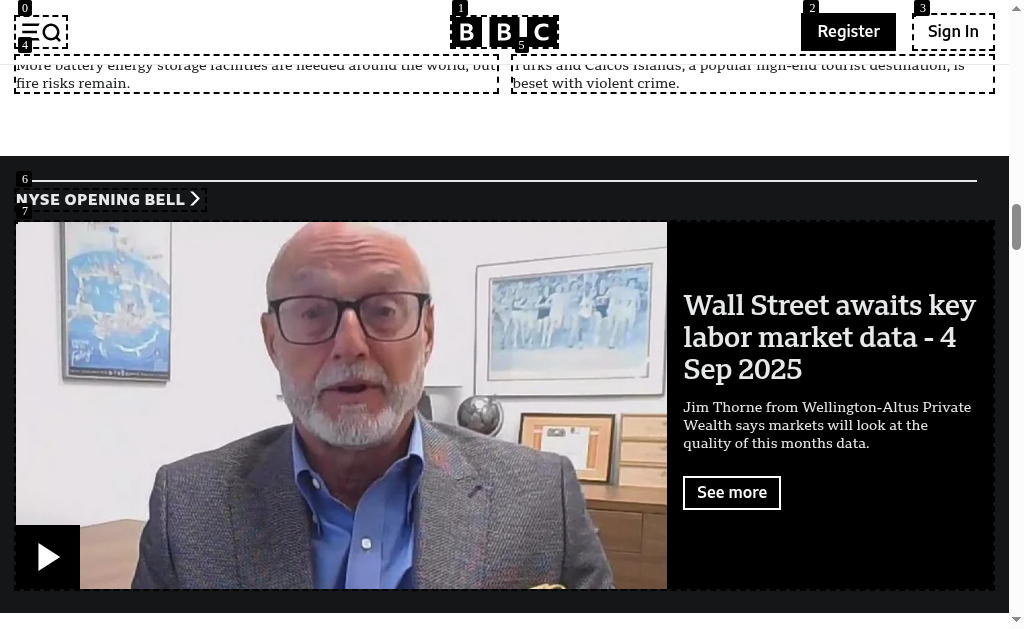 BBC
Register
Sign In
More battery energy storage facilities are needed around the world, but
fire risks remain.
Turks and Caicos Islands, a popular high-end tourist destination, is
beset with violent crime.
NYSE OPENING BELL
Wall Street awaits key
labor market data - 4
Sep 2025
Jim Thorne from Wellington-Altus Private
Wealth says markets will look at the
quality of this months data.
See more
0
1
2
3
4
5
6
7